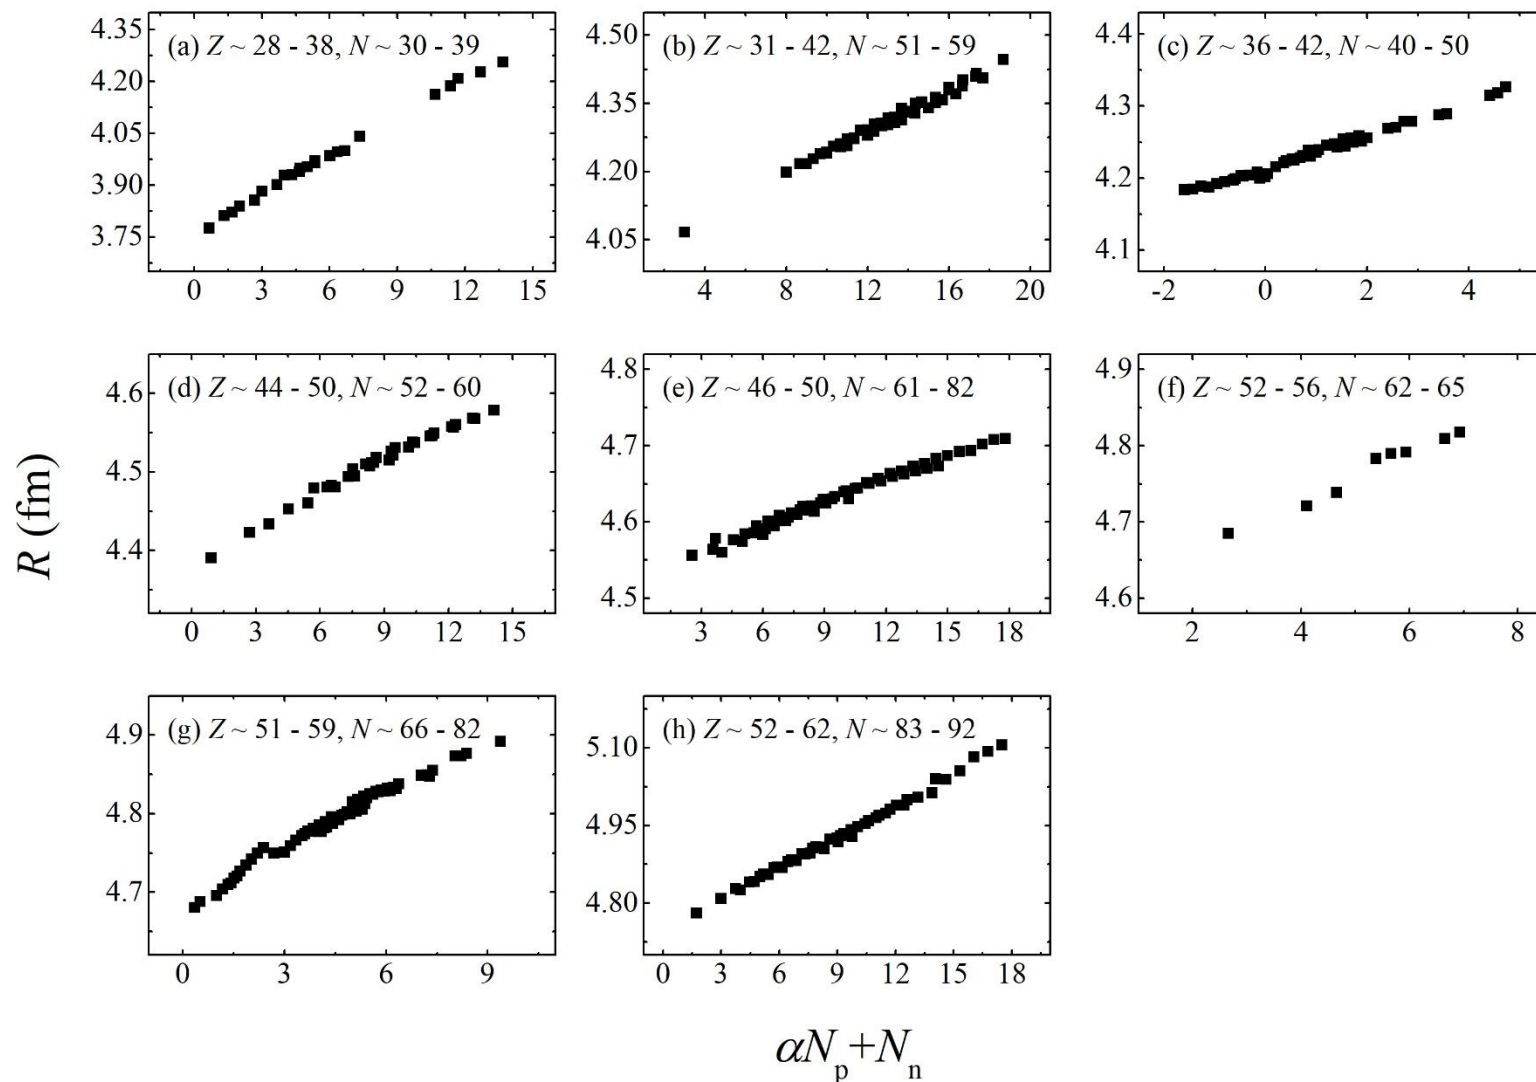 (a) Z ~ 28 - 38, N ~ 30 - 39
4.35
4.20
4.05
3.90
3.75
0 3 6 9 12 15
(b) Z ~ 31 - 42, N ~ 51 - 59
4.50
4.35
4.20
4.05
4 8 12 16 20
(c) Z ~ 36 - 42, N ~ 40 - 50
4.4
4.3
4.2
4.1
-2 0 2 4
(d) Z ~ 44 - 50, N ~ 52 - 60
4.6
4.5
4.4
0 3 6 9 12 15
(e) Z ~ 46 - 50, N ~ 61 - 82
4.8
4.7
4.6
4.5
3 6 9 12 15 18
(f) Z ~ 52 - 56, N ~ 62 - 65
4.9
4.8
4.7
4.6
2 4 6 8
(g) Z ~ 51 - 59, N ~ 66 - 82
4.9
4.8
4.7
0 3 6 9
(h) Z ~ 52 - 62, N ~ 83 - 92
5.10
4.95
4.80
0 3 6 9 12 15 18
R (fm)
αNp+Nn